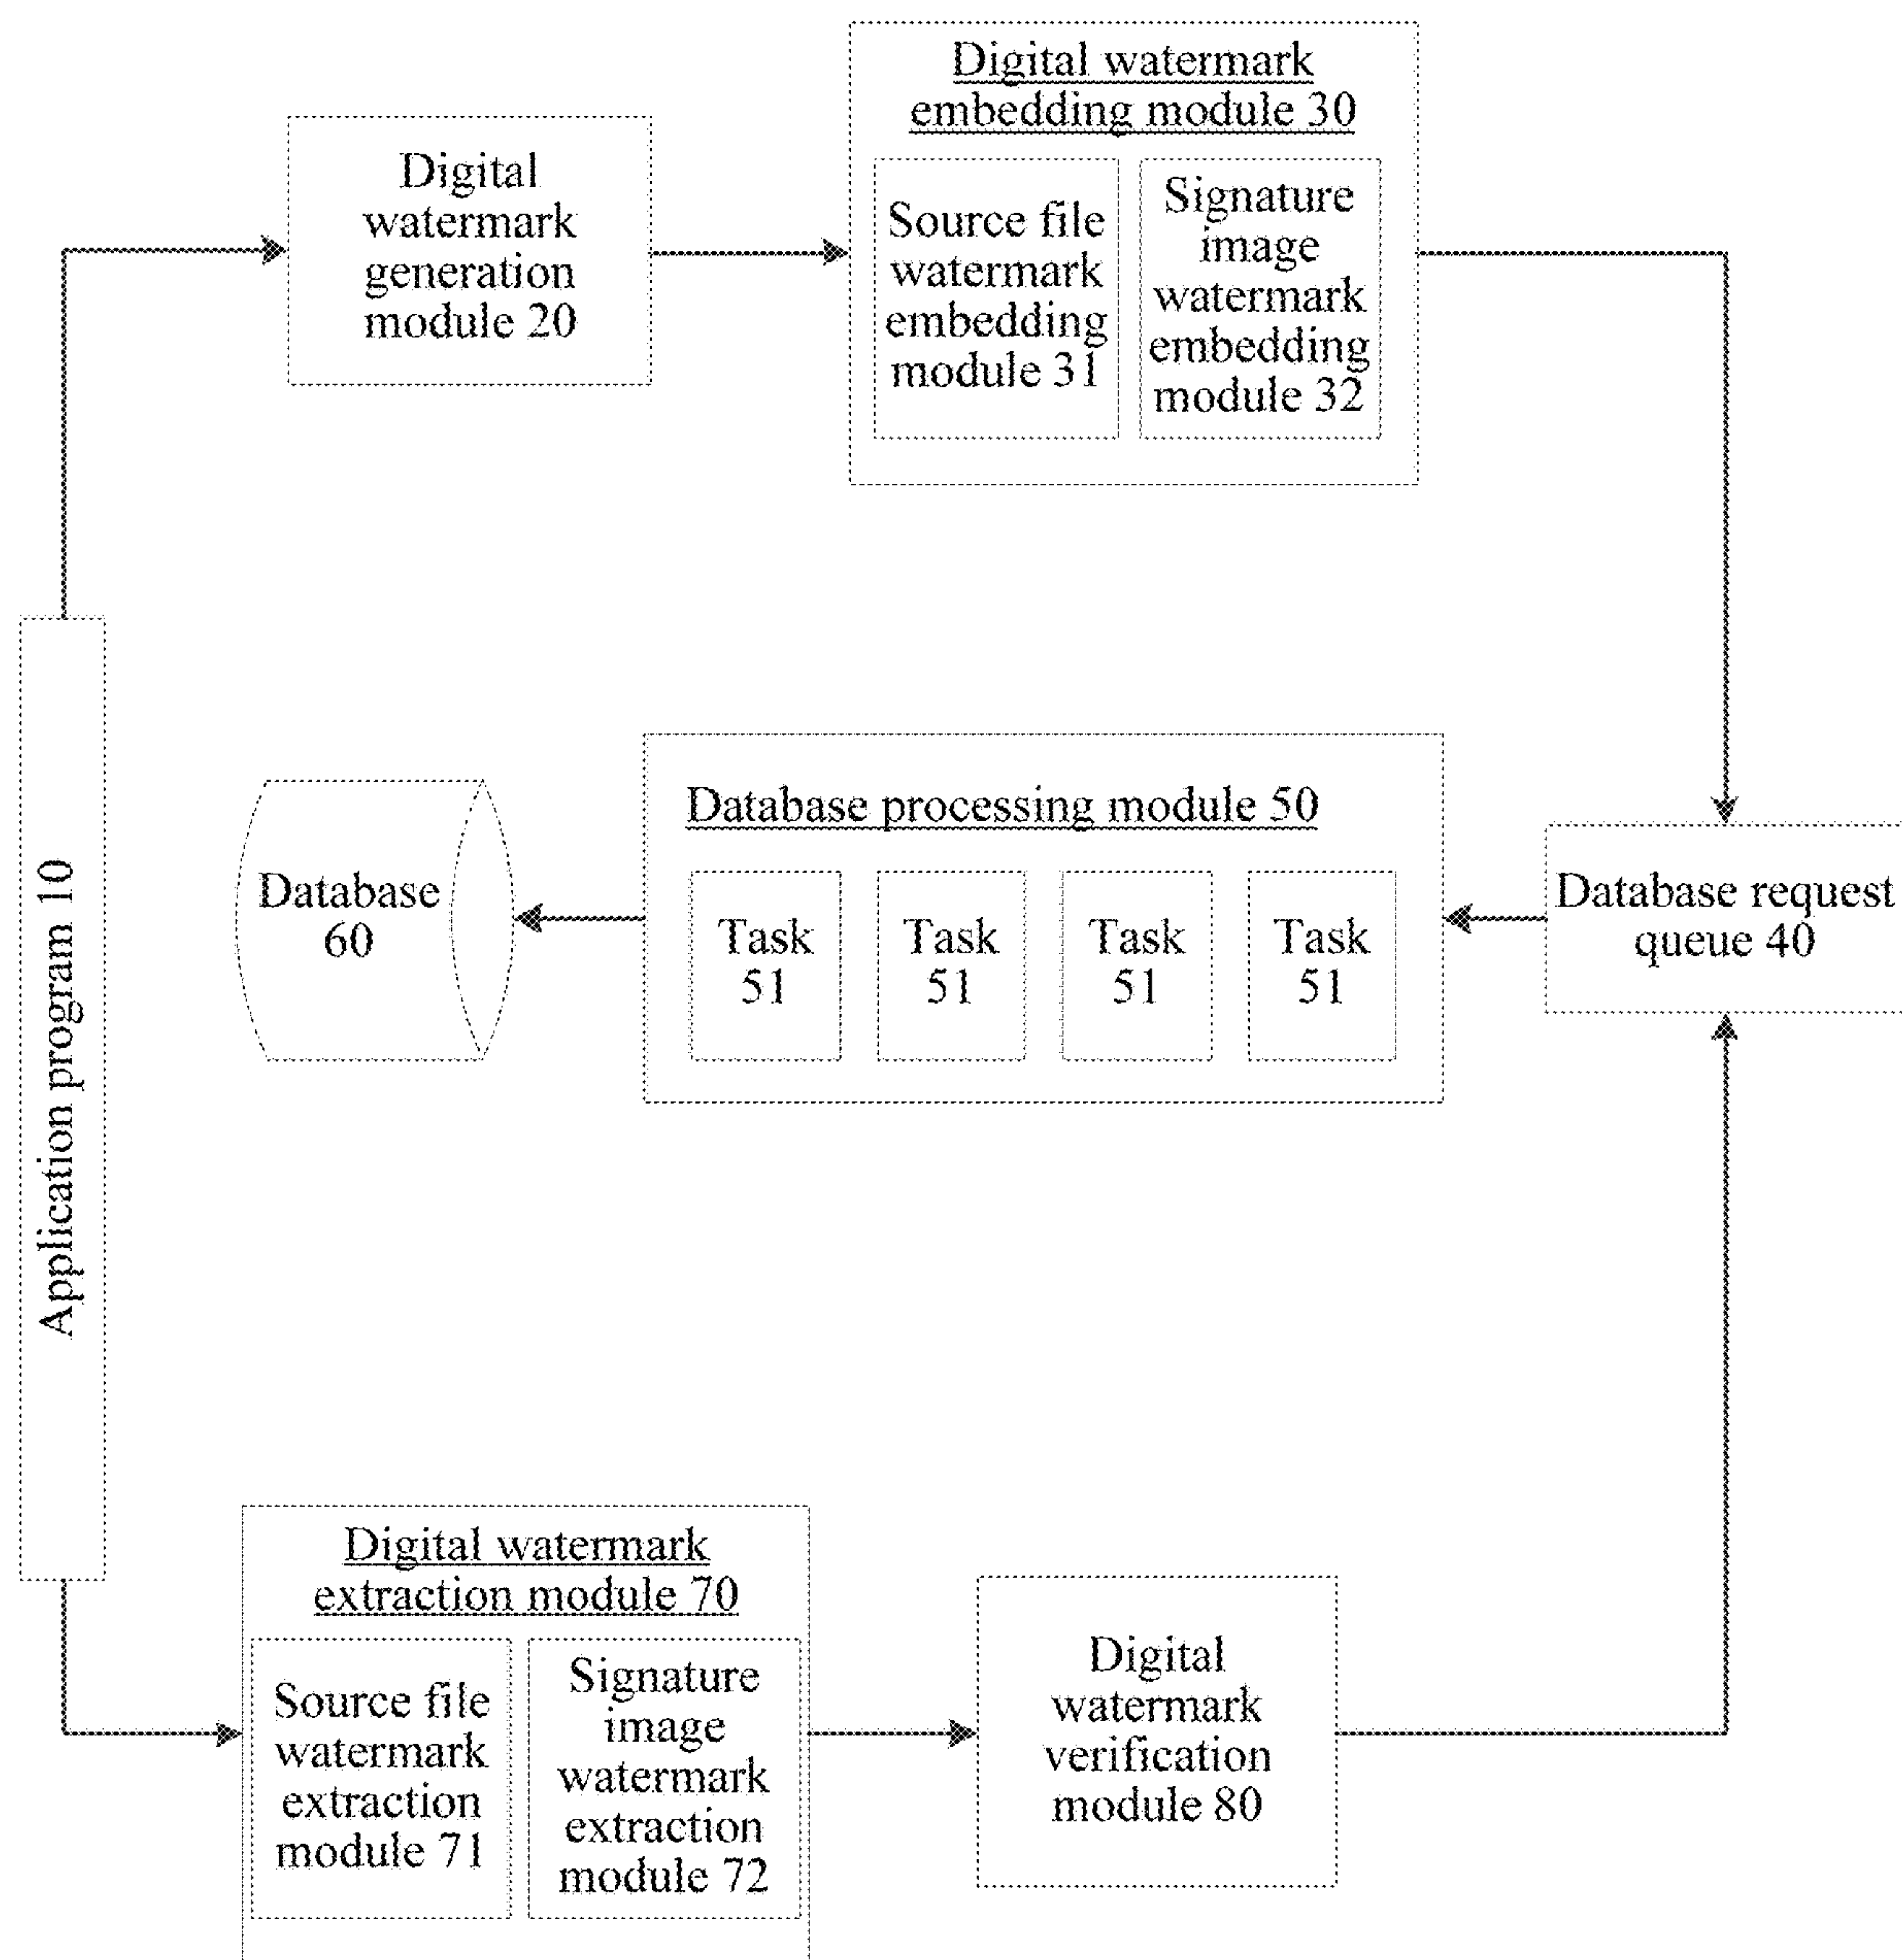 Digital watermark
embedding module 30
Digital
watermark
generation
module 20
Source file
watermark
embedding
module 31
Signature
image
watermark
embedding
module 32
Application program 10
Database
60
Database processing module 50
Task
51
Task
51
Task
51
Task
51
Database request
queue 40
Digital watermark
extraction module 70
Source file
watermark
extraction
module 71
Signature
image
watermark
extraction
module 72
Digital
watermark
verification
module 80